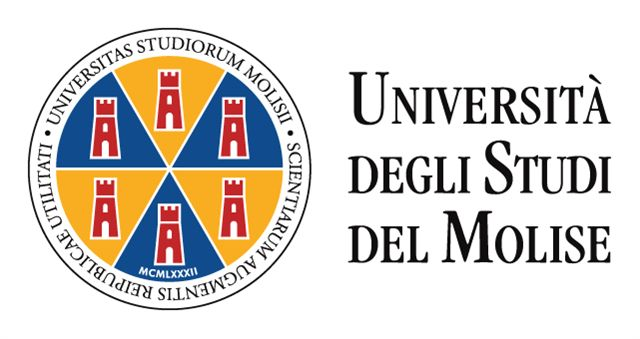 · UNIVERSITAS STUDIORUM MOLISII · SCIENTIARUM AUGMENTIS REIPUBLICAE UTILITATI
MCMLXXXII
UNIVERSITÀ
DEGLI STUDI
DEL MOLISE